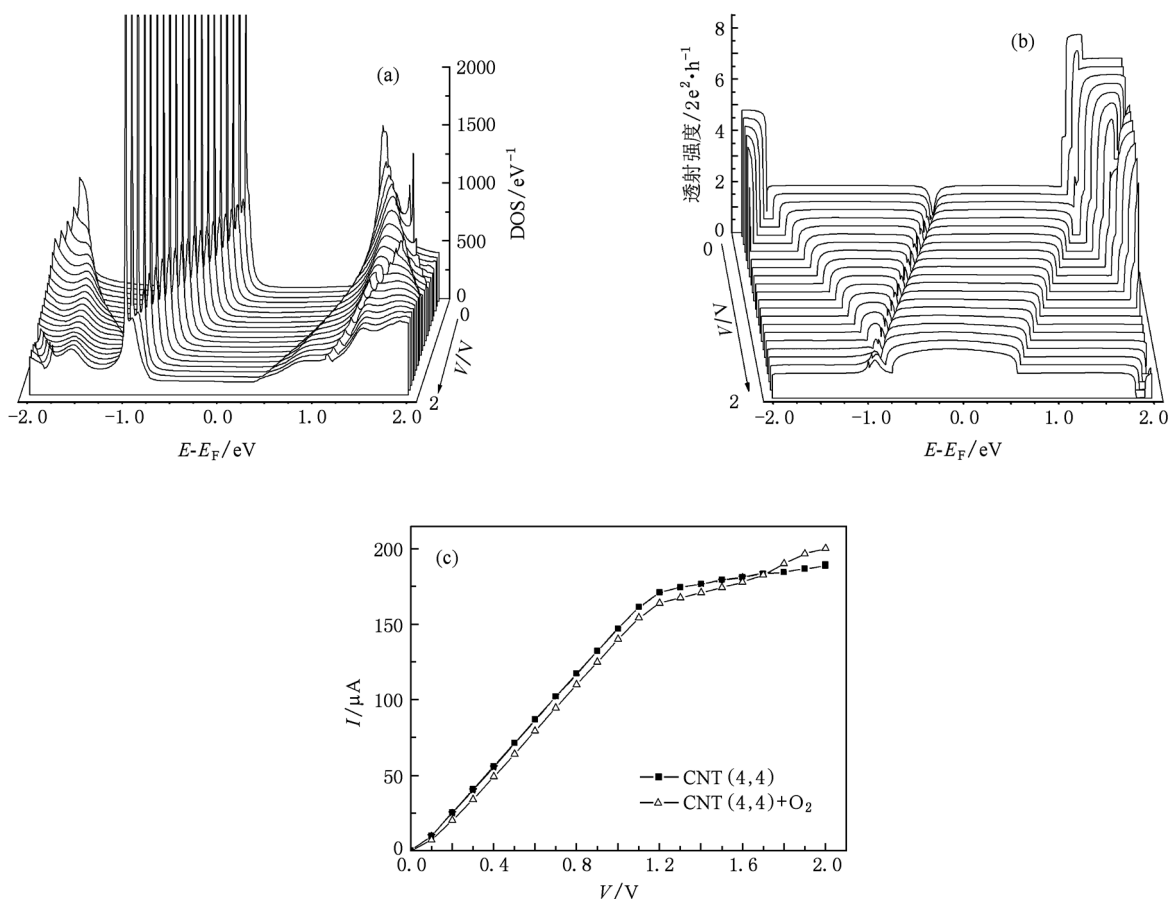 (a)
2000
1500
1000
500
0
DOS/eV⁻¹
0
V/V
2
−2.0 −1.0 0.0 1.0 2.0
E-E_F/eV
(b)
8
6
4
2
0
透射强度/2e²•h⁻¹
0
V/V
2
−2.0 −1.0 0.0 1.0 2.0
E-E_F/eV
(c)
200
150
100
50
0
I/μA
CNT(4,4)
CNT(4,4)+O₂
0.0 0.4 0.8 1.2 1.6 2.0
V/V